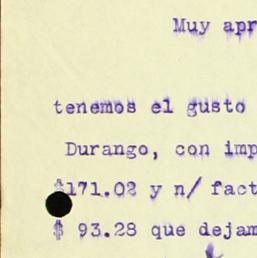 Muy apr
tenemos el gusto
Durango, con imp
$171.02 y n/ fact
$ 93.28 que dejam